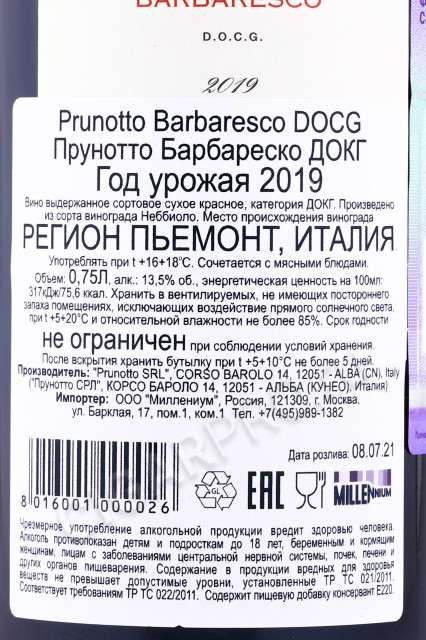 BARBARESCO
D.O.C.G.
2019
Prunotto Barbaresco DOCG
Прунотто Барбареско ДОКГ
Год урожая 2019
Вино выдержанное сортовое сухое красное, категория ДОКГ. Произведено
из сорта винограда Неббиоло. Место происхождения винограда
РЕГИОН ПЬЕМОНТ, ИТАЛИЯ.
Употреблять при t +16+18°С. Сочетается с мясными блюдами.
Объем: 0,75Л, алк.: 13,5% об., энергетическая ценность на 100мл:
317кДж/75,6 ккал. Хранить в вентилируемых, не имеющих постороннего
запаха помещениях, исключающих воздействие прямого солнечного света,
при t +5+20°С и относительной влажности не более 85%. Срок годности
не ограничен при соблюдении условий хранения.
После вскрытия хранить бутылку при t +5+10°С не более 5 дней.
Производитель: "Prunotto SRL", CORSO BAROLO 14, 12051 - ALBA (CN), Italy
("Прунотто СРЛ", КОРСО БАРОЛО 14, 12051 - АЛЬБА (КУНЕО), Италия)
Импортер: ООО "Миллениум", Россия, 121309, г. Москва,
ул. Барклая, 17, пом.1, ком.1 Тел. +7(495)989-1382
Дата розлива: 08.07.21
8 016001 000026
GL
EAC
MILLENNIUM
Чрезмерное употребление алкогольной продукции вредит здоровью человека.
Алкоголь противопоказан детям и подросткам до 18 лет, беременным и кормящим
женщинам, лицам с заболеваниями центральной нервной системы, почек, печени и
других органов пищеварения. Содержание в продукции вредных для здоровья
веществ не превышает допустимые уровни, установленные ТР ТС 021/2011.
Соответствует требованиям ТР ТС 022/2011. Содержит пищевую добавку консервант Е220.